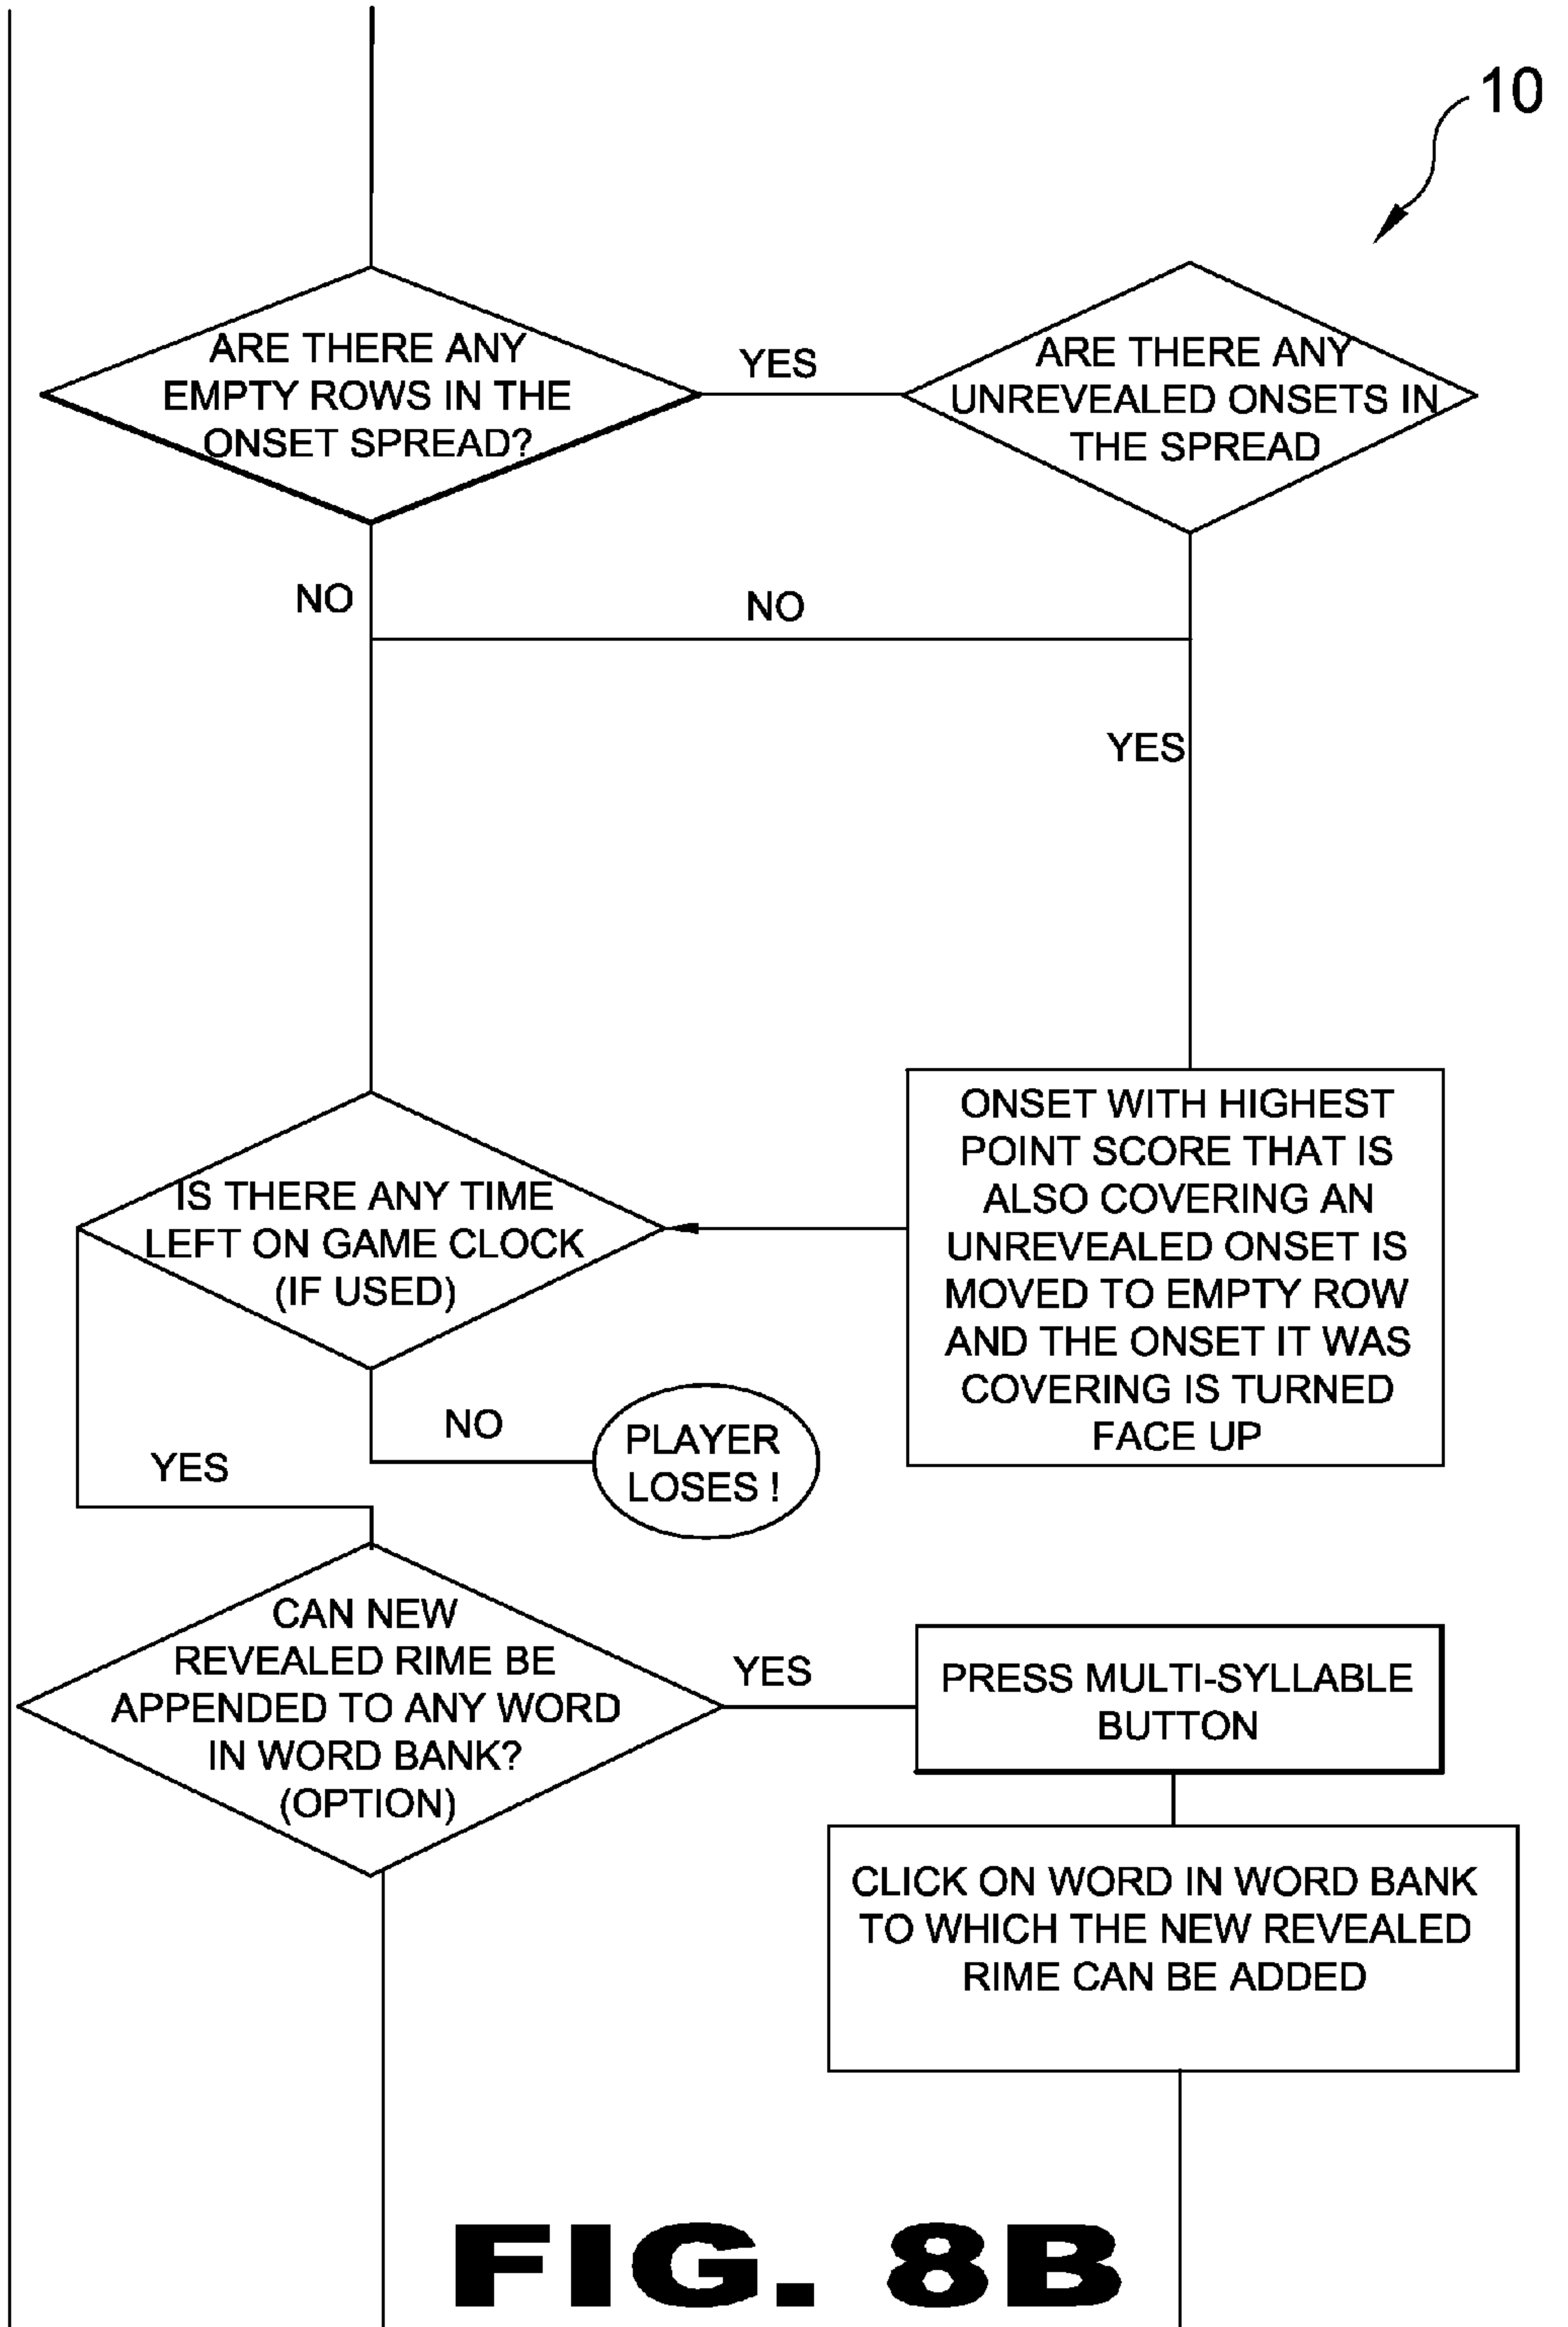 10
ARE THERE ANY
EMPTY ROWS IN THE
ONSET SPREAD?
YES
ARE THERE ANY
UNREVEALED ONSETS IN
THE SPREAD
NO
NO
YES
ONSET WITH HIGHEST
POINT SCORE THAT IS
ALSO COVERING AN
UNREVEALED ONSET IS
MOVED TO EMPTY ROW
AND THE ONSET IT WAS
COVERING IS TURNED
FACE UP
IS THERE ANY TIME
LEFT ON GAME CLOCK
(IF USED)
NO
PLAYER
LOSES !
YES
CAN NEW
REVEALED RIME BE
APPENDED TO ANY WORD
IN WORD BANK?
(OPTION)
YES
PRESS MULTI-SYLLABLE
BUTTON
CLICK ON WORD IN WORD BANK
TO WHICH THE NEW REVEALED
RIME CAN BE ADDED
FIG. 8B